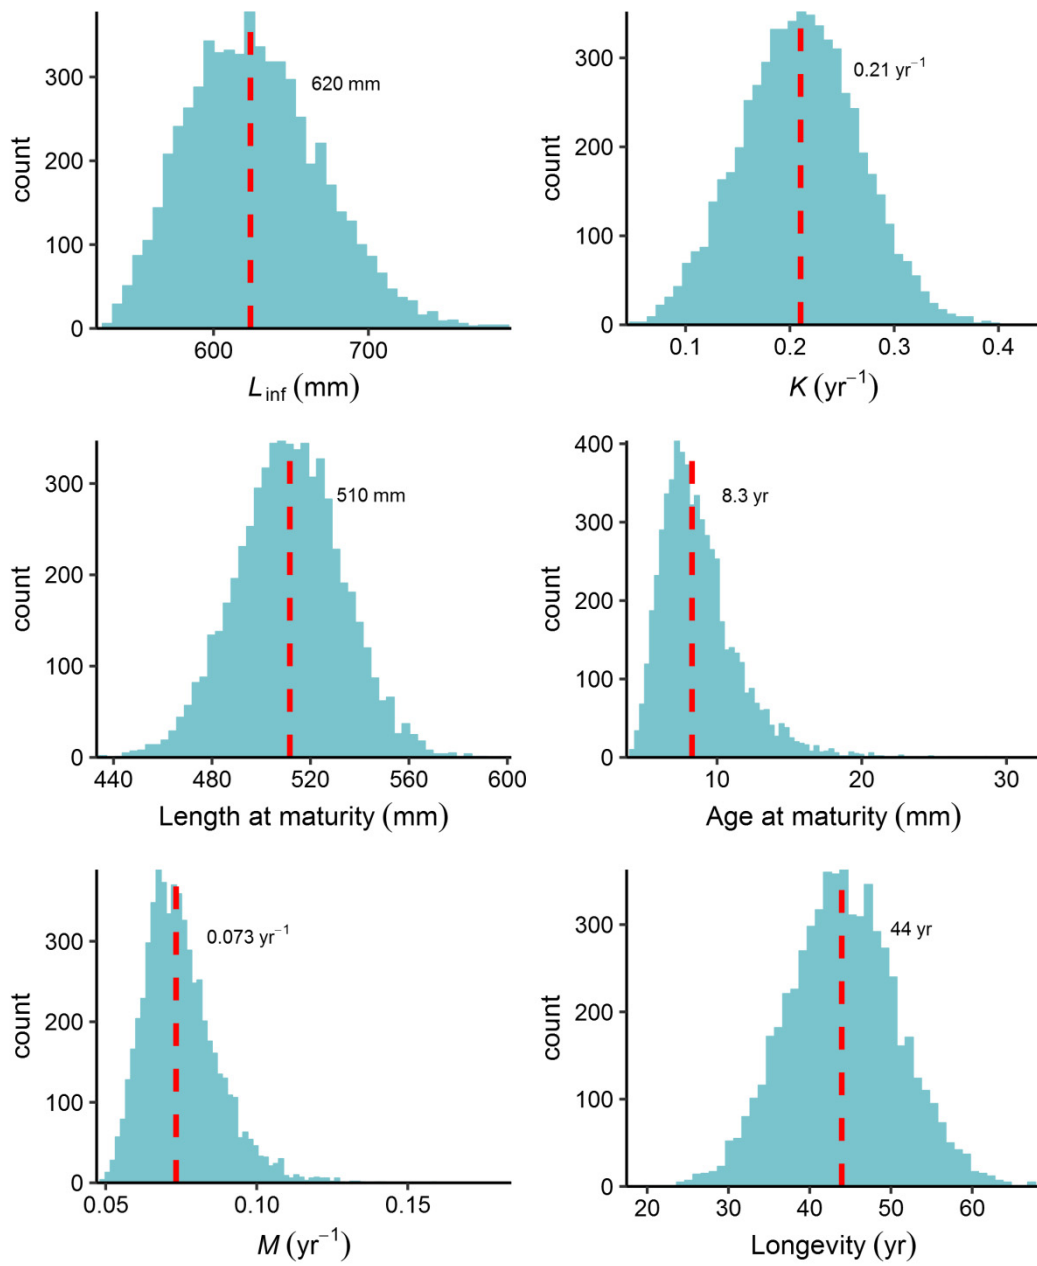 300
200
100
0
count
620 mm
600
700
L_inf (mm)
300
200
100
0
count
0.21 yr⁻¹
0.1
0.2
0.3
0.4
K (yr⁻¹)
300
200
100
0
count
510 mm
440
480
520
560
600
Length at maturity (mm)
400
300
200
100
0
count
8.3 yr
10
20
30
Age at maturity (mm)
300
200
100
0
count
0.073 yr⁻¹
0.05
0.10
0.15
M (yr⁻¹)
300
200
100
0
count
44 yr
20
30
40
50
60
Longevity (yr)